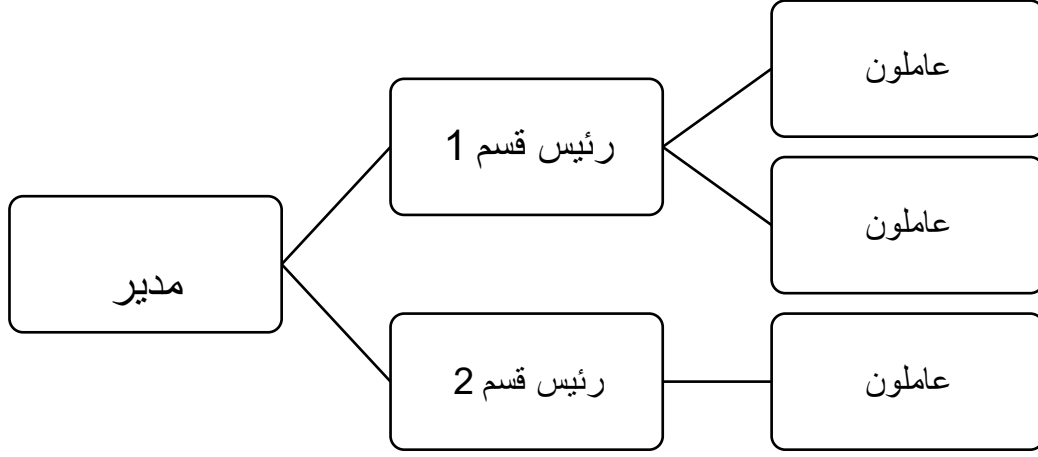 مدير
رئيس قسم 1
رئيس قسم 2
عاملون
عاملون
عاملون